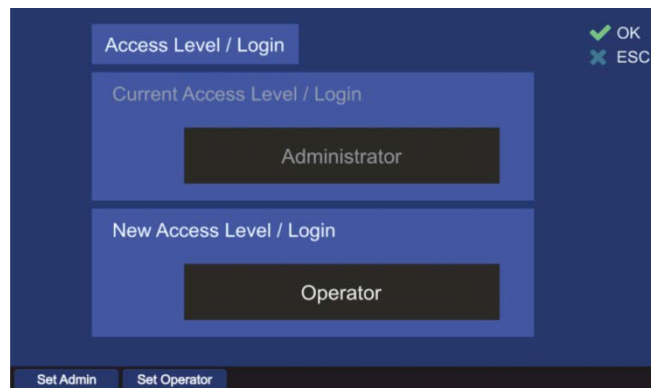 Access Level / Login
OK
ESC
Current Access Level / Login
Administrator
New Access Level / Login
Operator
Set Admin
Set Operator